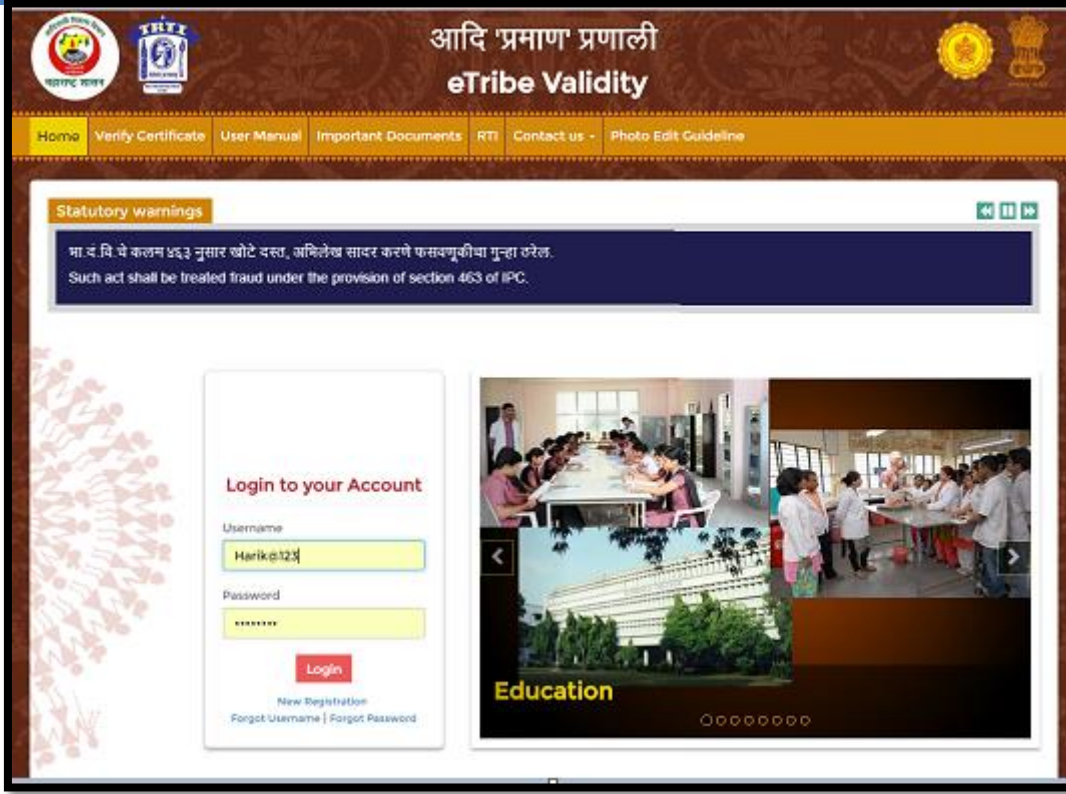 TRTI
महाराष्ट्र शासन
आदि 'प्रमाण' प्रणाली
eTribe Validity
Home Verify Certificate User Manual Important Documents RTI Contact us Photo Edit Guideline
Statutory warnings
भा.दं.वि.चे कलम ४६३ नुसार खोटे दस्त, अभिलेख सादर करणे फसवणूकीचा गुन्हा ठरेल.
Such act shall be treated fraud under the provision of section 463 of IPC.
Login to your Account
Username
Harik@123
Password
Login
New Registration
Forgot Username | Forgot Password
Education